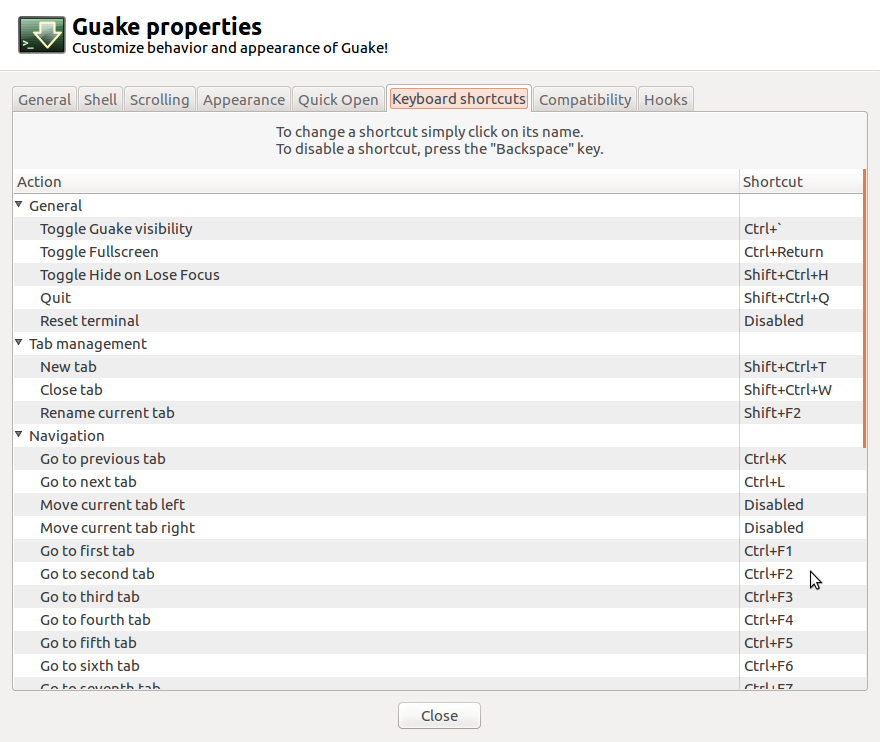 Guake properties
Customize behavior and appearance of Guake!
General Shell Scrolling Appearance Quick Open Keyboard shortcuts Compatibility Hooks
To change a shortcut simply click on its name.
To disable a shortcut, press the "Backspace" key.
Action Shortcut
General
Toggle Guake visibility Ctrl+`
Toggle Fullscreen Ctrl+Return
Toggle Hide on Lose Focus Shift+Ctrl+H
Quit Shift+Ctrl+Q
Reset terminal Disabled
Tab management
New tab Shift+Ctrl+T
Close tab Shift+Ctrl+W
Rename current tab Shift+F2
Navigation
Go to previous tab Ctrl+K
Go to next tab Ctrl+L
Move current tab left Disabled
Move current tab right Disabled
Go to first tab Ctrl+F1
Go to second tab Ctrl+F2
Go to third tab Ctrl+F3
Go to fourth tab Ctrl+F4
Go to fifth tab Ctrl+F5
Go to sixth tab Ctrl+F6
Go to seventh tab Ctrl+F7
Close